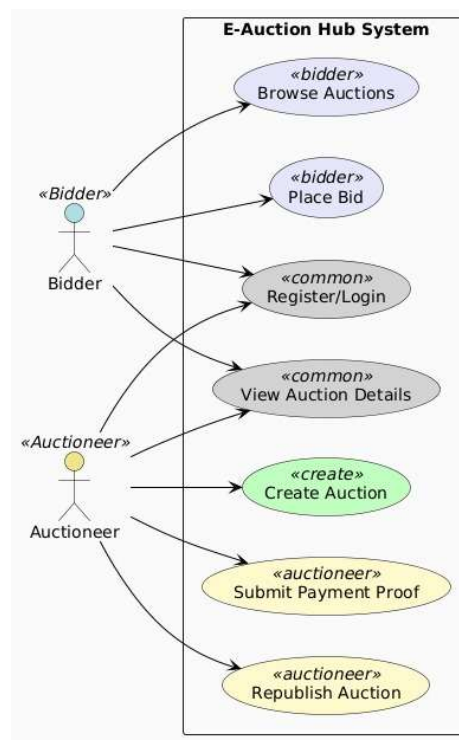 E-Auction Hub System
«bidder»
Browse Auctions
«bidder»
Place Bid
«Bidder»
Bidder
«common»
Register/Login
«common»
View Auction Details
«Auctioneer»
Auctioneer
«create»
Create Auction
«auctioneer»
Submit Payment Proof
«auctioneer»
Republish Auction